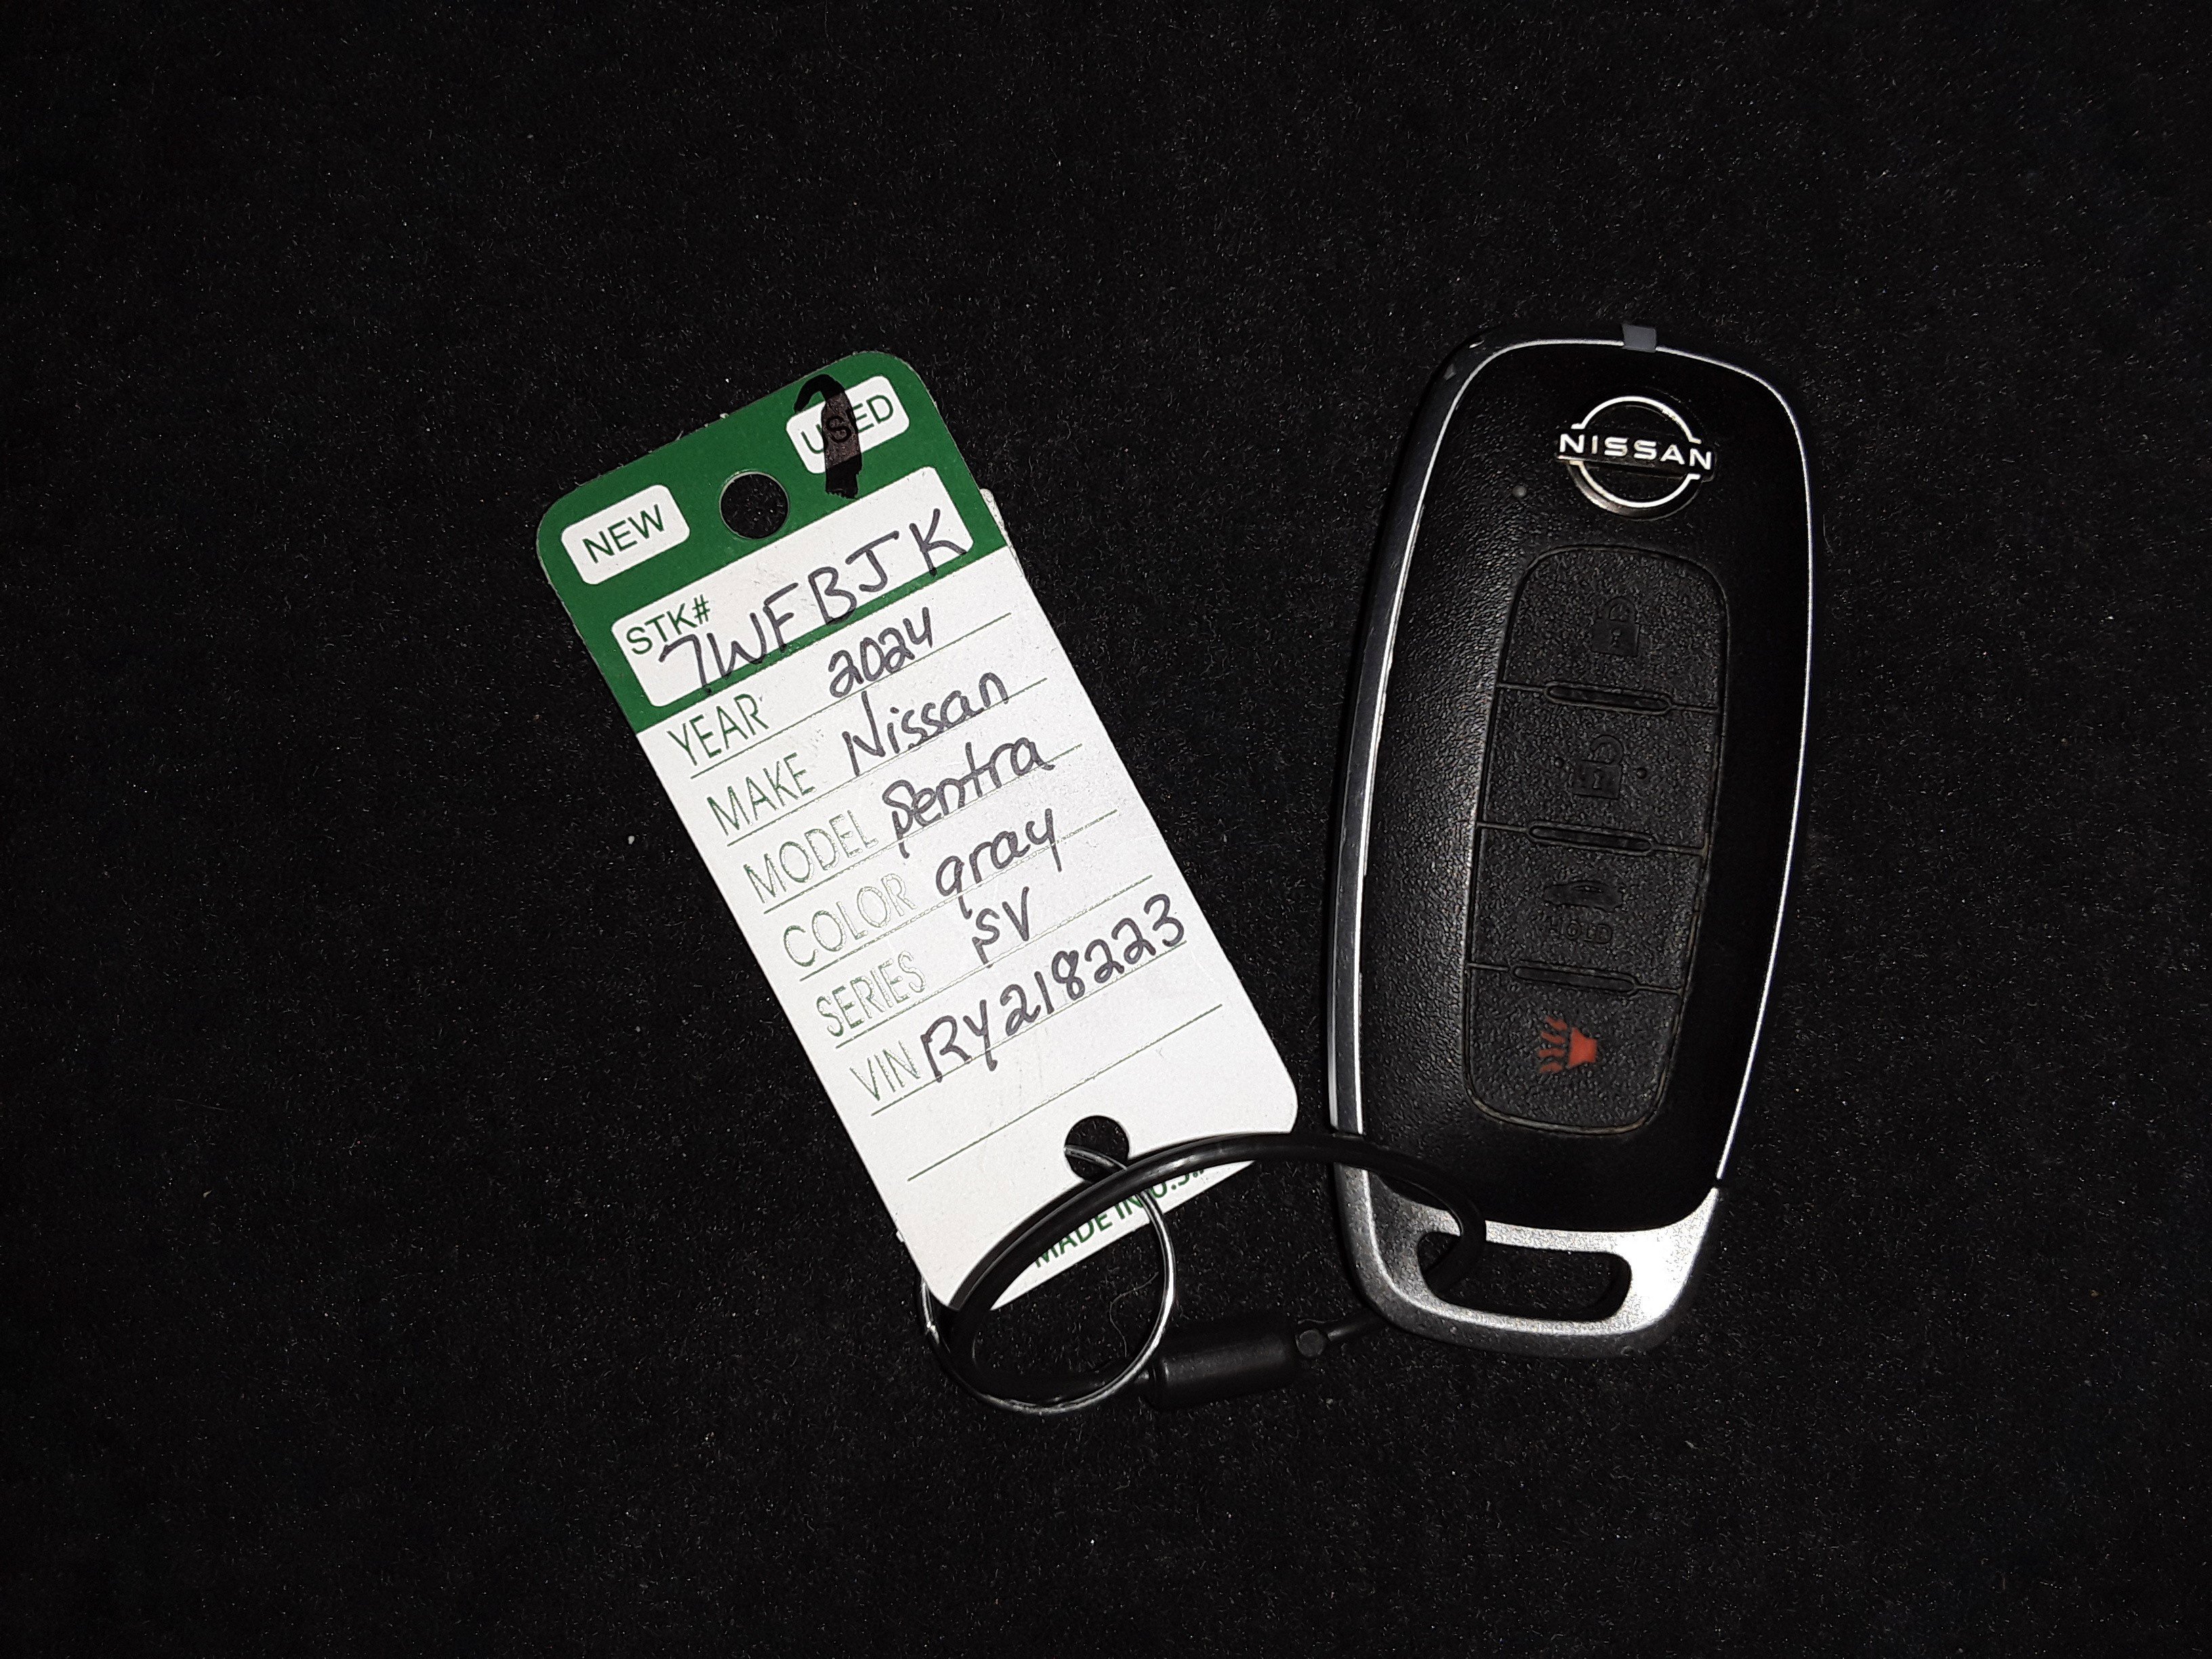 NEW USED
STK#
7WFBJK
YEAR 2024
MAKE Nissan
MODEL Sentra
COLOR gray
SERIES SV
VIN RY218223
MADE IN U.S.
NISSAN